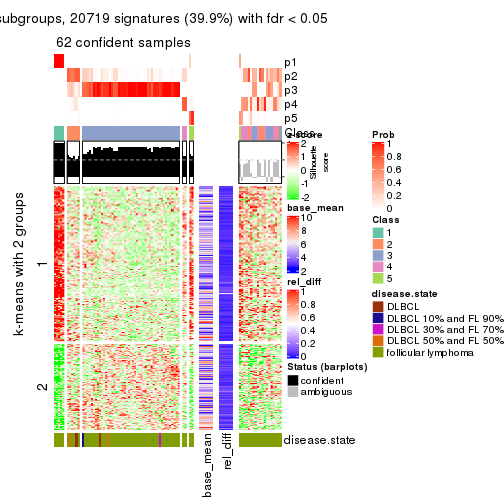 subgroups, 20719 signatures (39.9%) with fdr < 0.05
62 confident samples
p1
p2
p3
p4
p5
Class
k-means with 2 groups
1
2
base_mean
rel_diff
disease.state
z-score
2
1
0
-1
-2
Silhouette
score
base_mean
10
8
6
4
2
rel_diff
1
0.8
0.6
0.4
0.2
0
Status (barplots)
confident
ambiguous
Prob
1
0.8
0.6
0.4
0.2
0
Class
1
2
3
4
5
disease.state
DLBCL
DLBCL 10% and FL 90%
DLBCL 30% and FL 70%
DLBCL 50% and FL 50%
follicular lymphoma